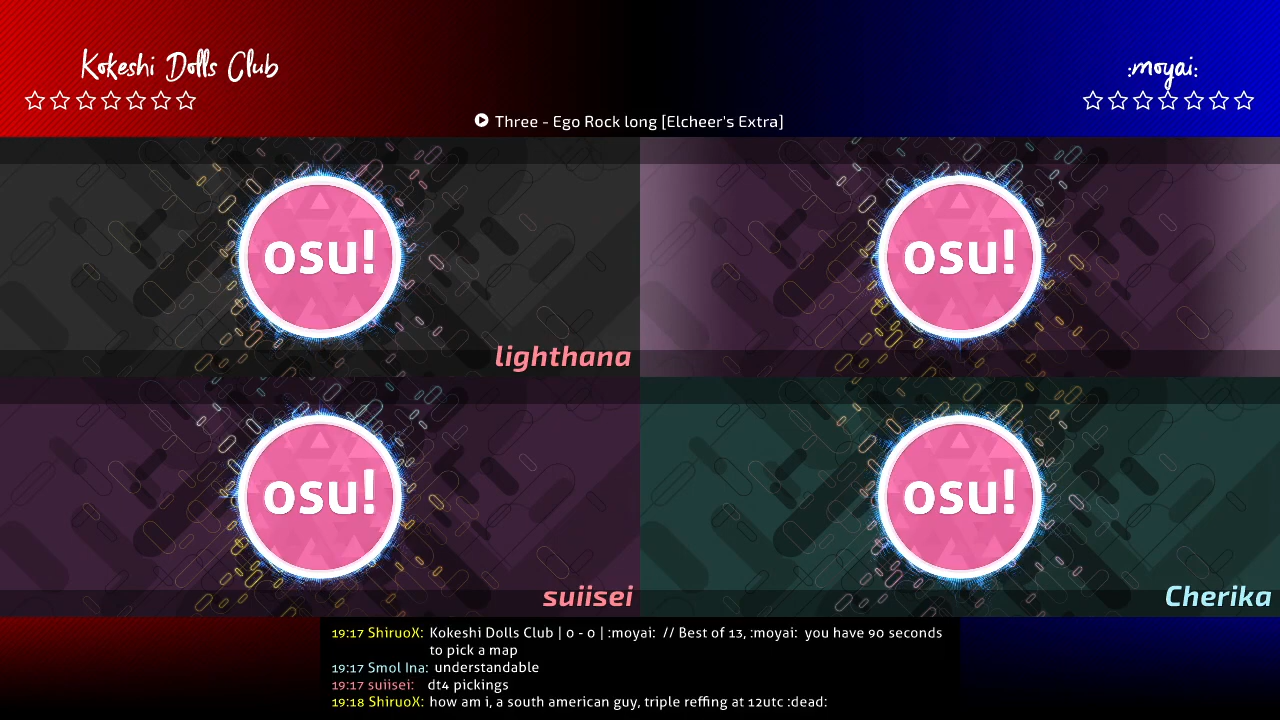 Kokeshi Dolls Club
:moyai:
Three - Ego Rock long [Elcheer's Extra]
osu!
osu!
lighthana
osu!
osu!
suiisei
Cherika
19:17 ShiruoX: Kokeshi Dolls Club | 0 - 0 | :moyai: // Best of 13, :moyai: you have 90 seconds
to pick a map
19:17 Smol Ina: understandable
19:17 suiisei: dt4 pickings
19:18 ShiruoX: how am i, a south american guy, triple reffing at 12utc :dead: